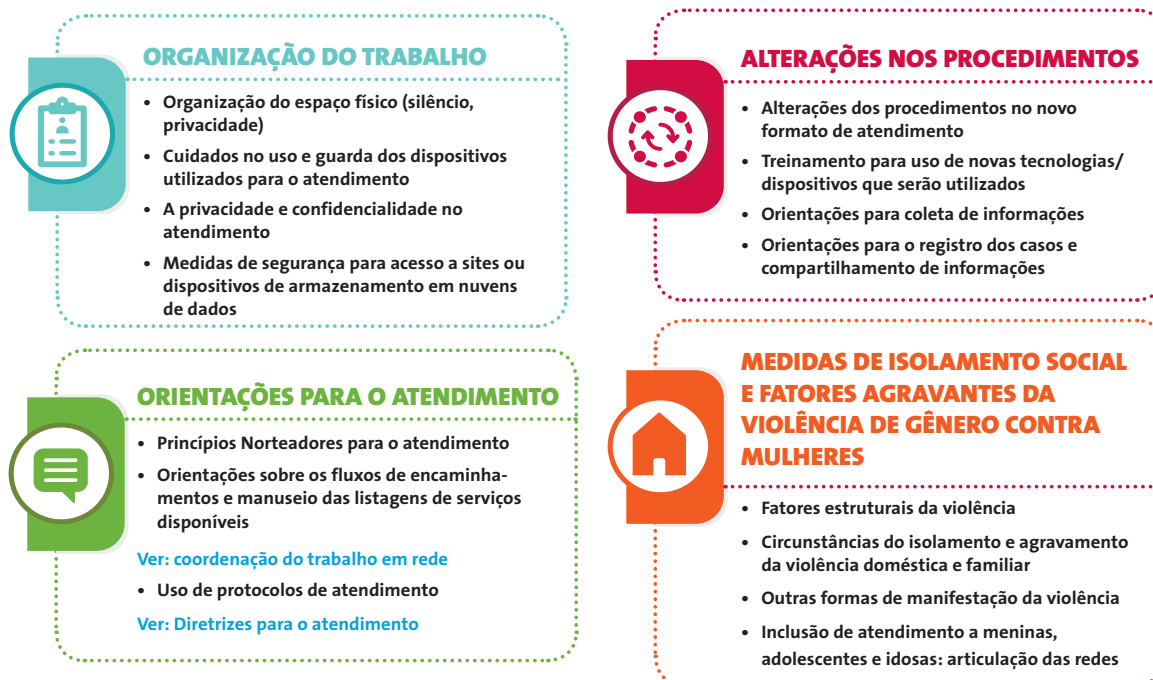 ORGANIZAÇÃO DO TRABALHO
• Organização do espaço físico (silêncio,
privacidade)
• Cuidados no uso e guarda dos dispositivos
utilizados para o atendimento
• A privacidade e confidencialidade no
atendimento
• Medidas de segurança para acesso a sites ou
dispositivos de armazenamento em nuvens
de dados
ALTERAÇÕES NOS PROCEDIMENTOS
• Alterações dos procedimentos no novo
formato de atendimento
• Treinamento para uso de novas tecnologias/
dispositivos que serão utilizados
• Orientações para coleta de informações
• Orientações para o registro dos casos e
compartilhamento de informações
ORIENTAÇÕES PARA O ATENDIMENTO
• Princípios Norteadores para o atendimento
• Orientações sobre os fluxos de encaminha-
mentos e manuseio das listagens de serviços
disponíveis
Ver: coordenação do trabalho em rede
• Uso de protocolos de atendimento
Ver: Diretrizes para o atendimento
MEDIDAS DE ISOLAMENTO SOCIAL
E FATORES AGRAVANTES DA
VIOLÊNCIA DE GÊNERO CONTRA
MULHERES
• Fatores estruturais da violência
• Circunstâncias do isolamento e agravamento
da violência doméstica e familiar
• Outras formas de manifestação da violência
• Inclusão de atendimento a meninas,
adolescentes e idosas: articulação das redes